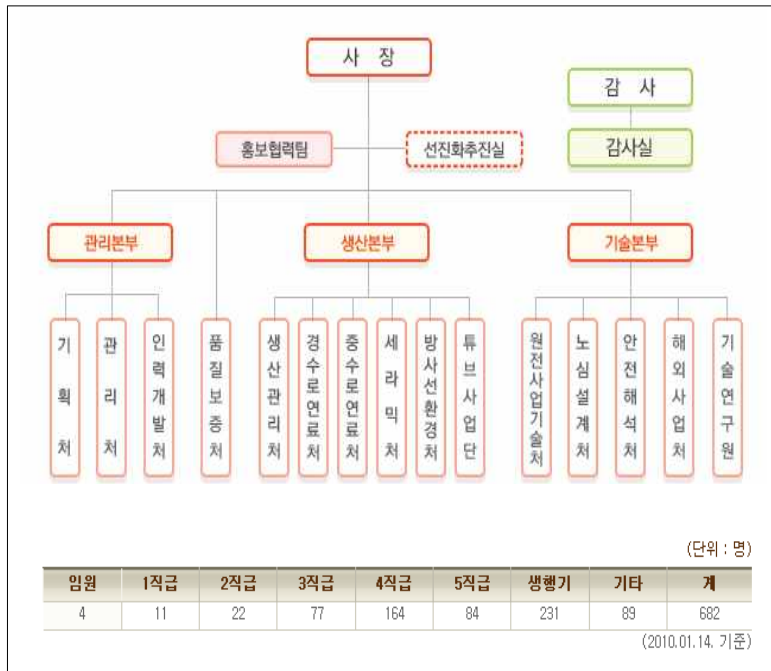 사 장
감 사
홍보협력팀
선진화추진실
감사실
관리본부
생산본부
기술본부
기획처
관리처
인력개발처
품질보증처
생산관리처
경수로연료처
중수로연료처
세라믹처
방사선환경처
튜브사업단
원전사업기술처
노심설계처
안전해석처
해외사업처
기술연구원
(단위 : 명)
임원 1직급 2직급 3직급 4직급 5직급 생행기 기타 계
4 11 22 77 164 84 231 89 682
(2010.01.14. 기준)